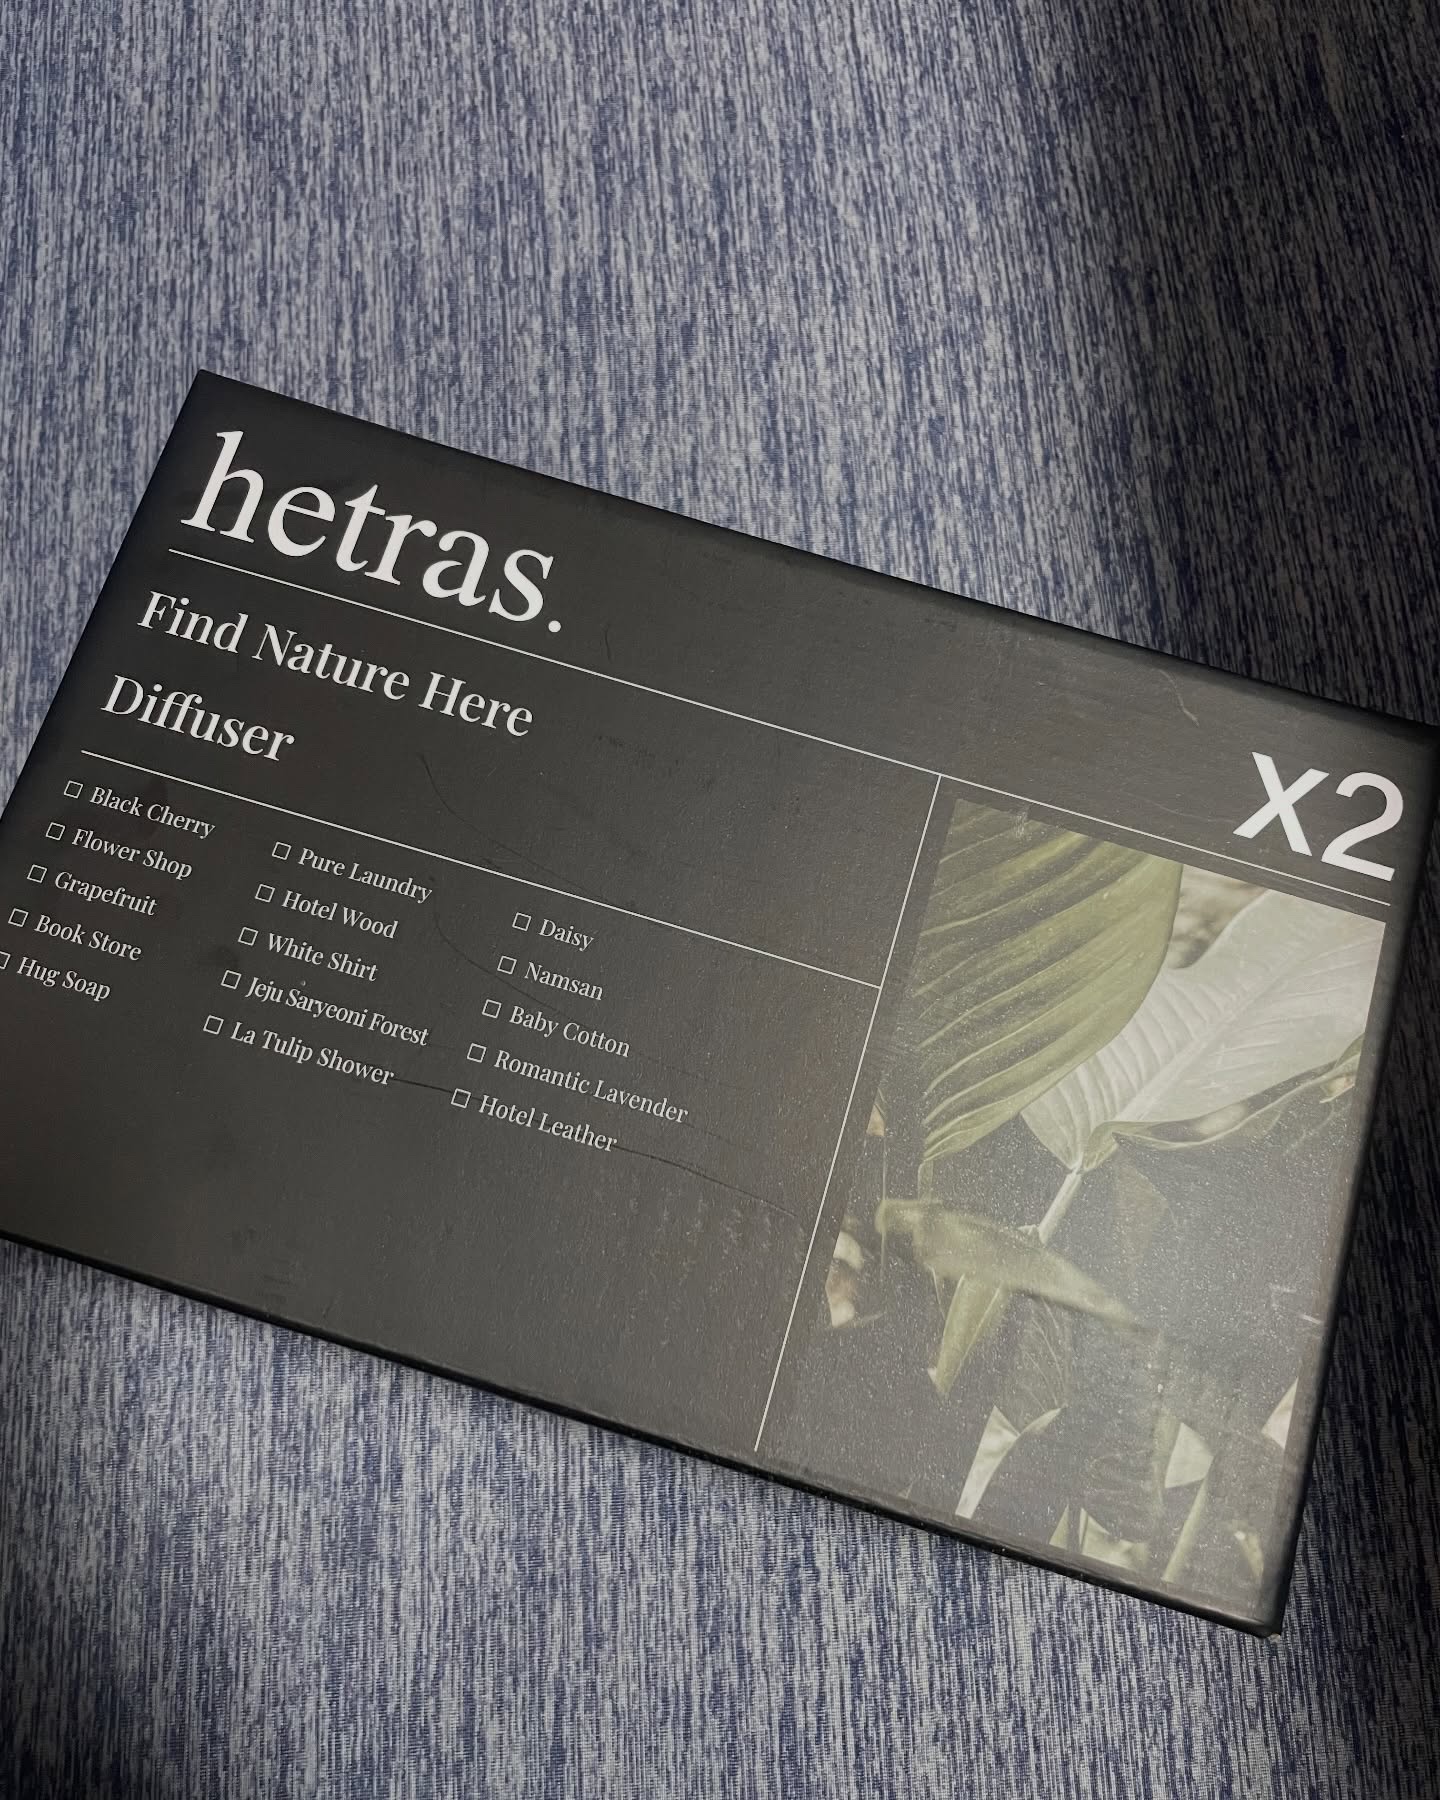 hetras.
Find Nature Here
Diffuser
X2
☐ Black Cherry
☐ Flower Shop
☐ Grapefruit
☐ Book Store
☐ Hug Soap
☐ Pure Laundry
☐ Hotel Wood
☐ White Shirt
☐ Jeju Saryeoni Forest
☐ La Tulip Shower
☐ Daisy
☐ Namsan
☐ Baby Cotton
☐ Romantic Lavender
☐ Hotel Leather